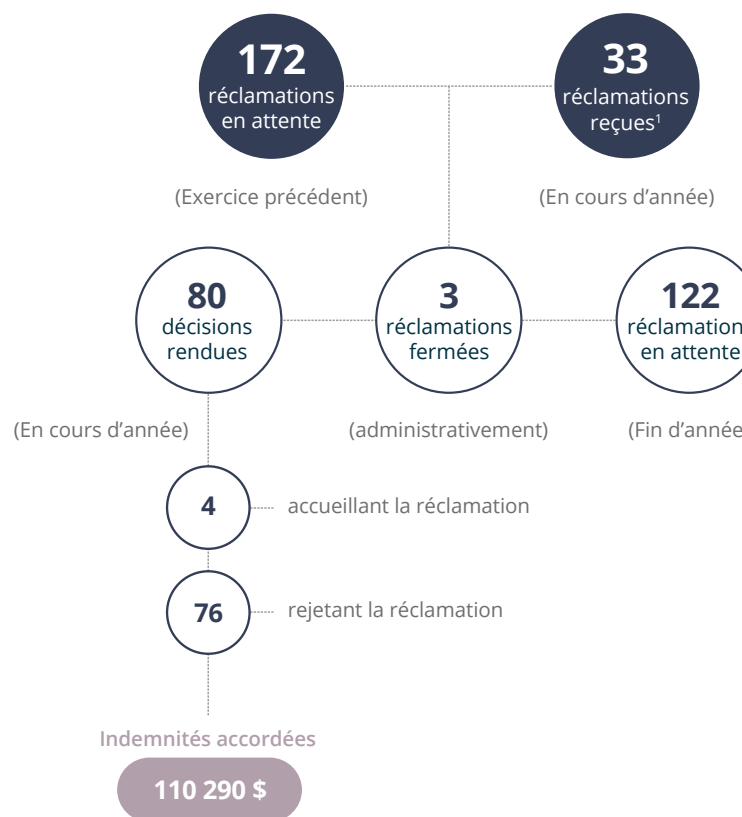 172
réclamations
en attente
33
réclamations
reçues¹
(Exercice précédent)
(En cours d’année)
80
décisions
rendues
3
réclamations
fermées
122
réclamation
en attente
(En cours d’année)
(administrativement)
(Fin d’année
4
accueillant la réclamation
76
rejetant la réclamation
Indemnités accordées
110 290 $